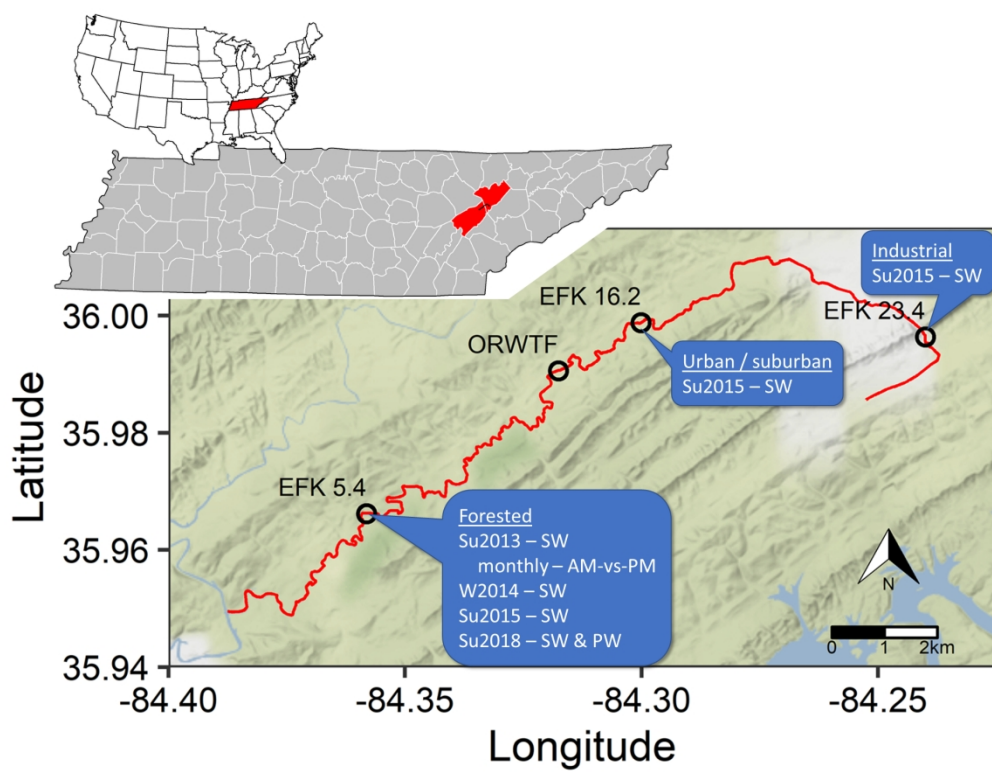 Industrial
Su2015 – SW
EFK 23.4
EFK 16.2
Urban / suburban
Su2015 – SW
ORWTF
EFK 5.4
Forested
Su2013 – SW
monthly – AM-vs-PM
W2014 – SW
Su2015 – SW
Su2018 – SW & PW
N
0 1 2km
36.00
35.98
35.96
35.94
Latitude
-84.40 -84.35 -84.30 -84.25
Longitude